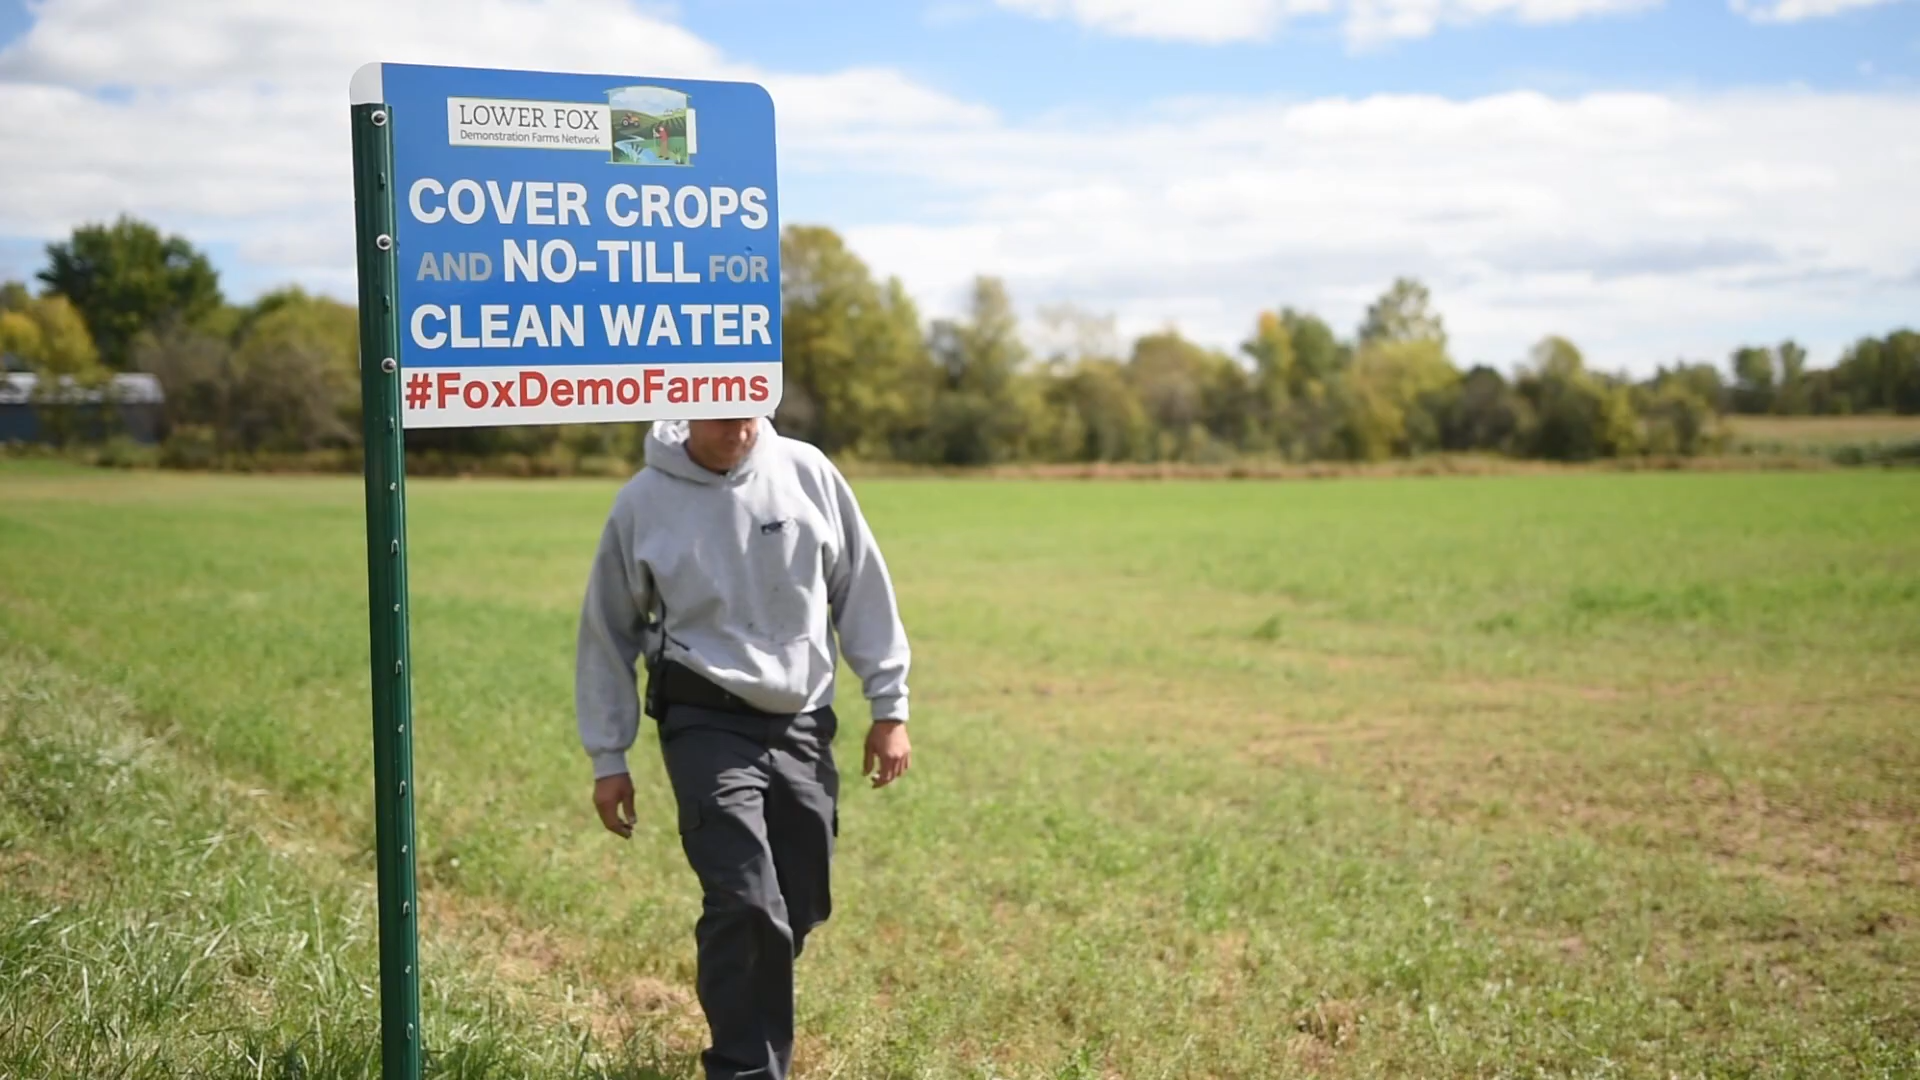 LOWER FOX
Demonstration Farms Network
COVER CROPS
AND NO-TILL FOR
CLEAN WATER
#FoxDemoFarms